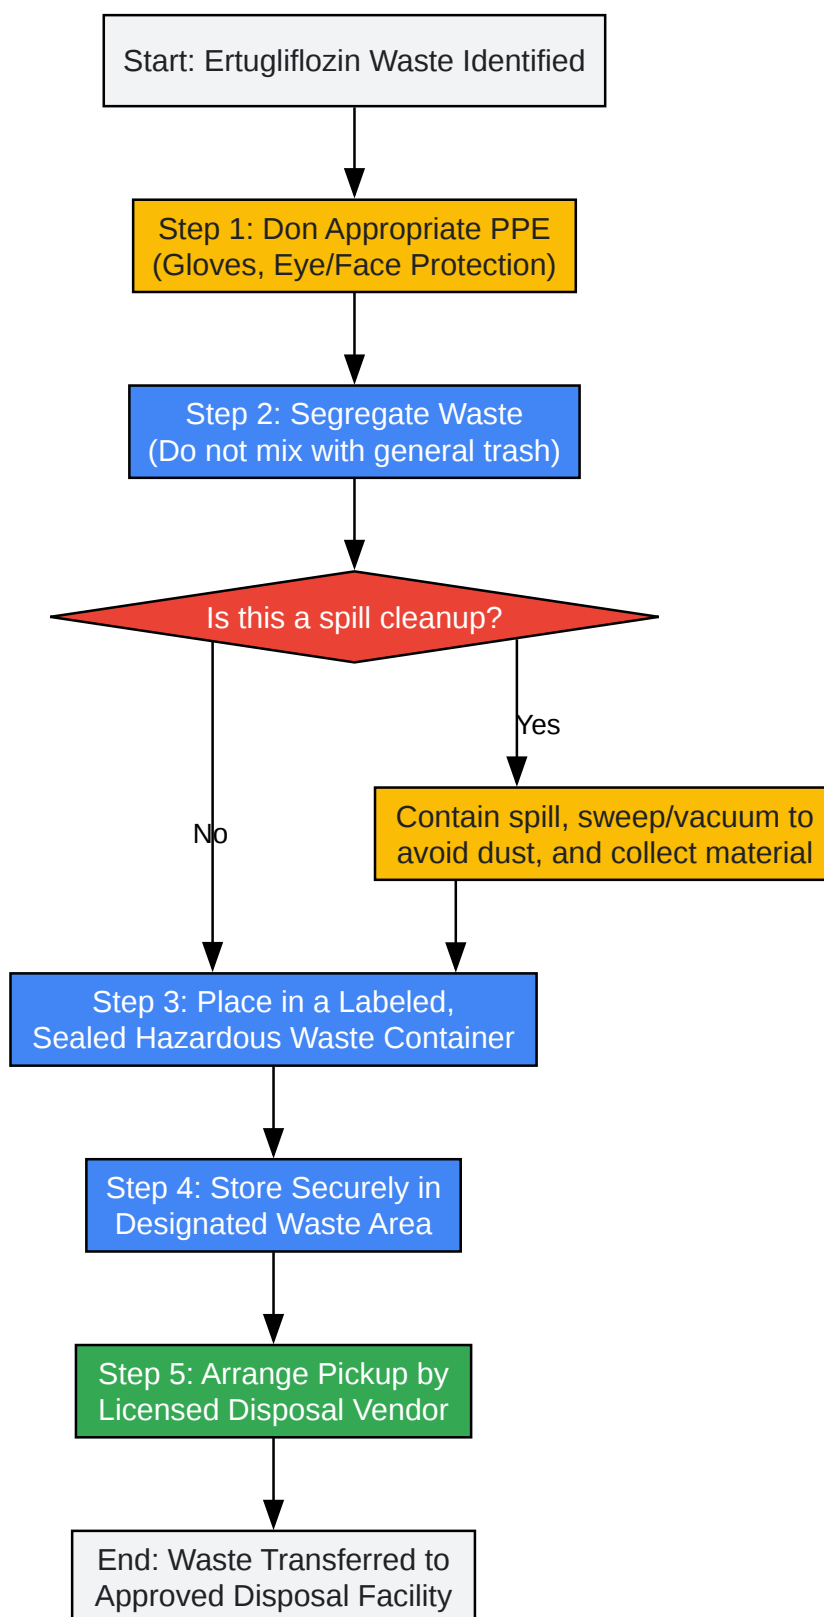 Start: Ertugliflozin Waste Identified
Step 1: Don Appropriate PPE
(Gloves, Eye/Face Protection)
Step 2: Segregate Waste
(Do not mix with general trash)
Is this a spill cleanup?
Yes
Contain spill, sweep/vacuum to
avoid dust, and collect material
No
Step 3: Place in a Labeled,
Sealed Hazardous Waste Container
Step 4: Store Securely in
Designated Waste Area
Step 5: Arrange Pickup by
Licensed Disposal Vendor
End: Waste Transferred to
Approved Disposal Facility